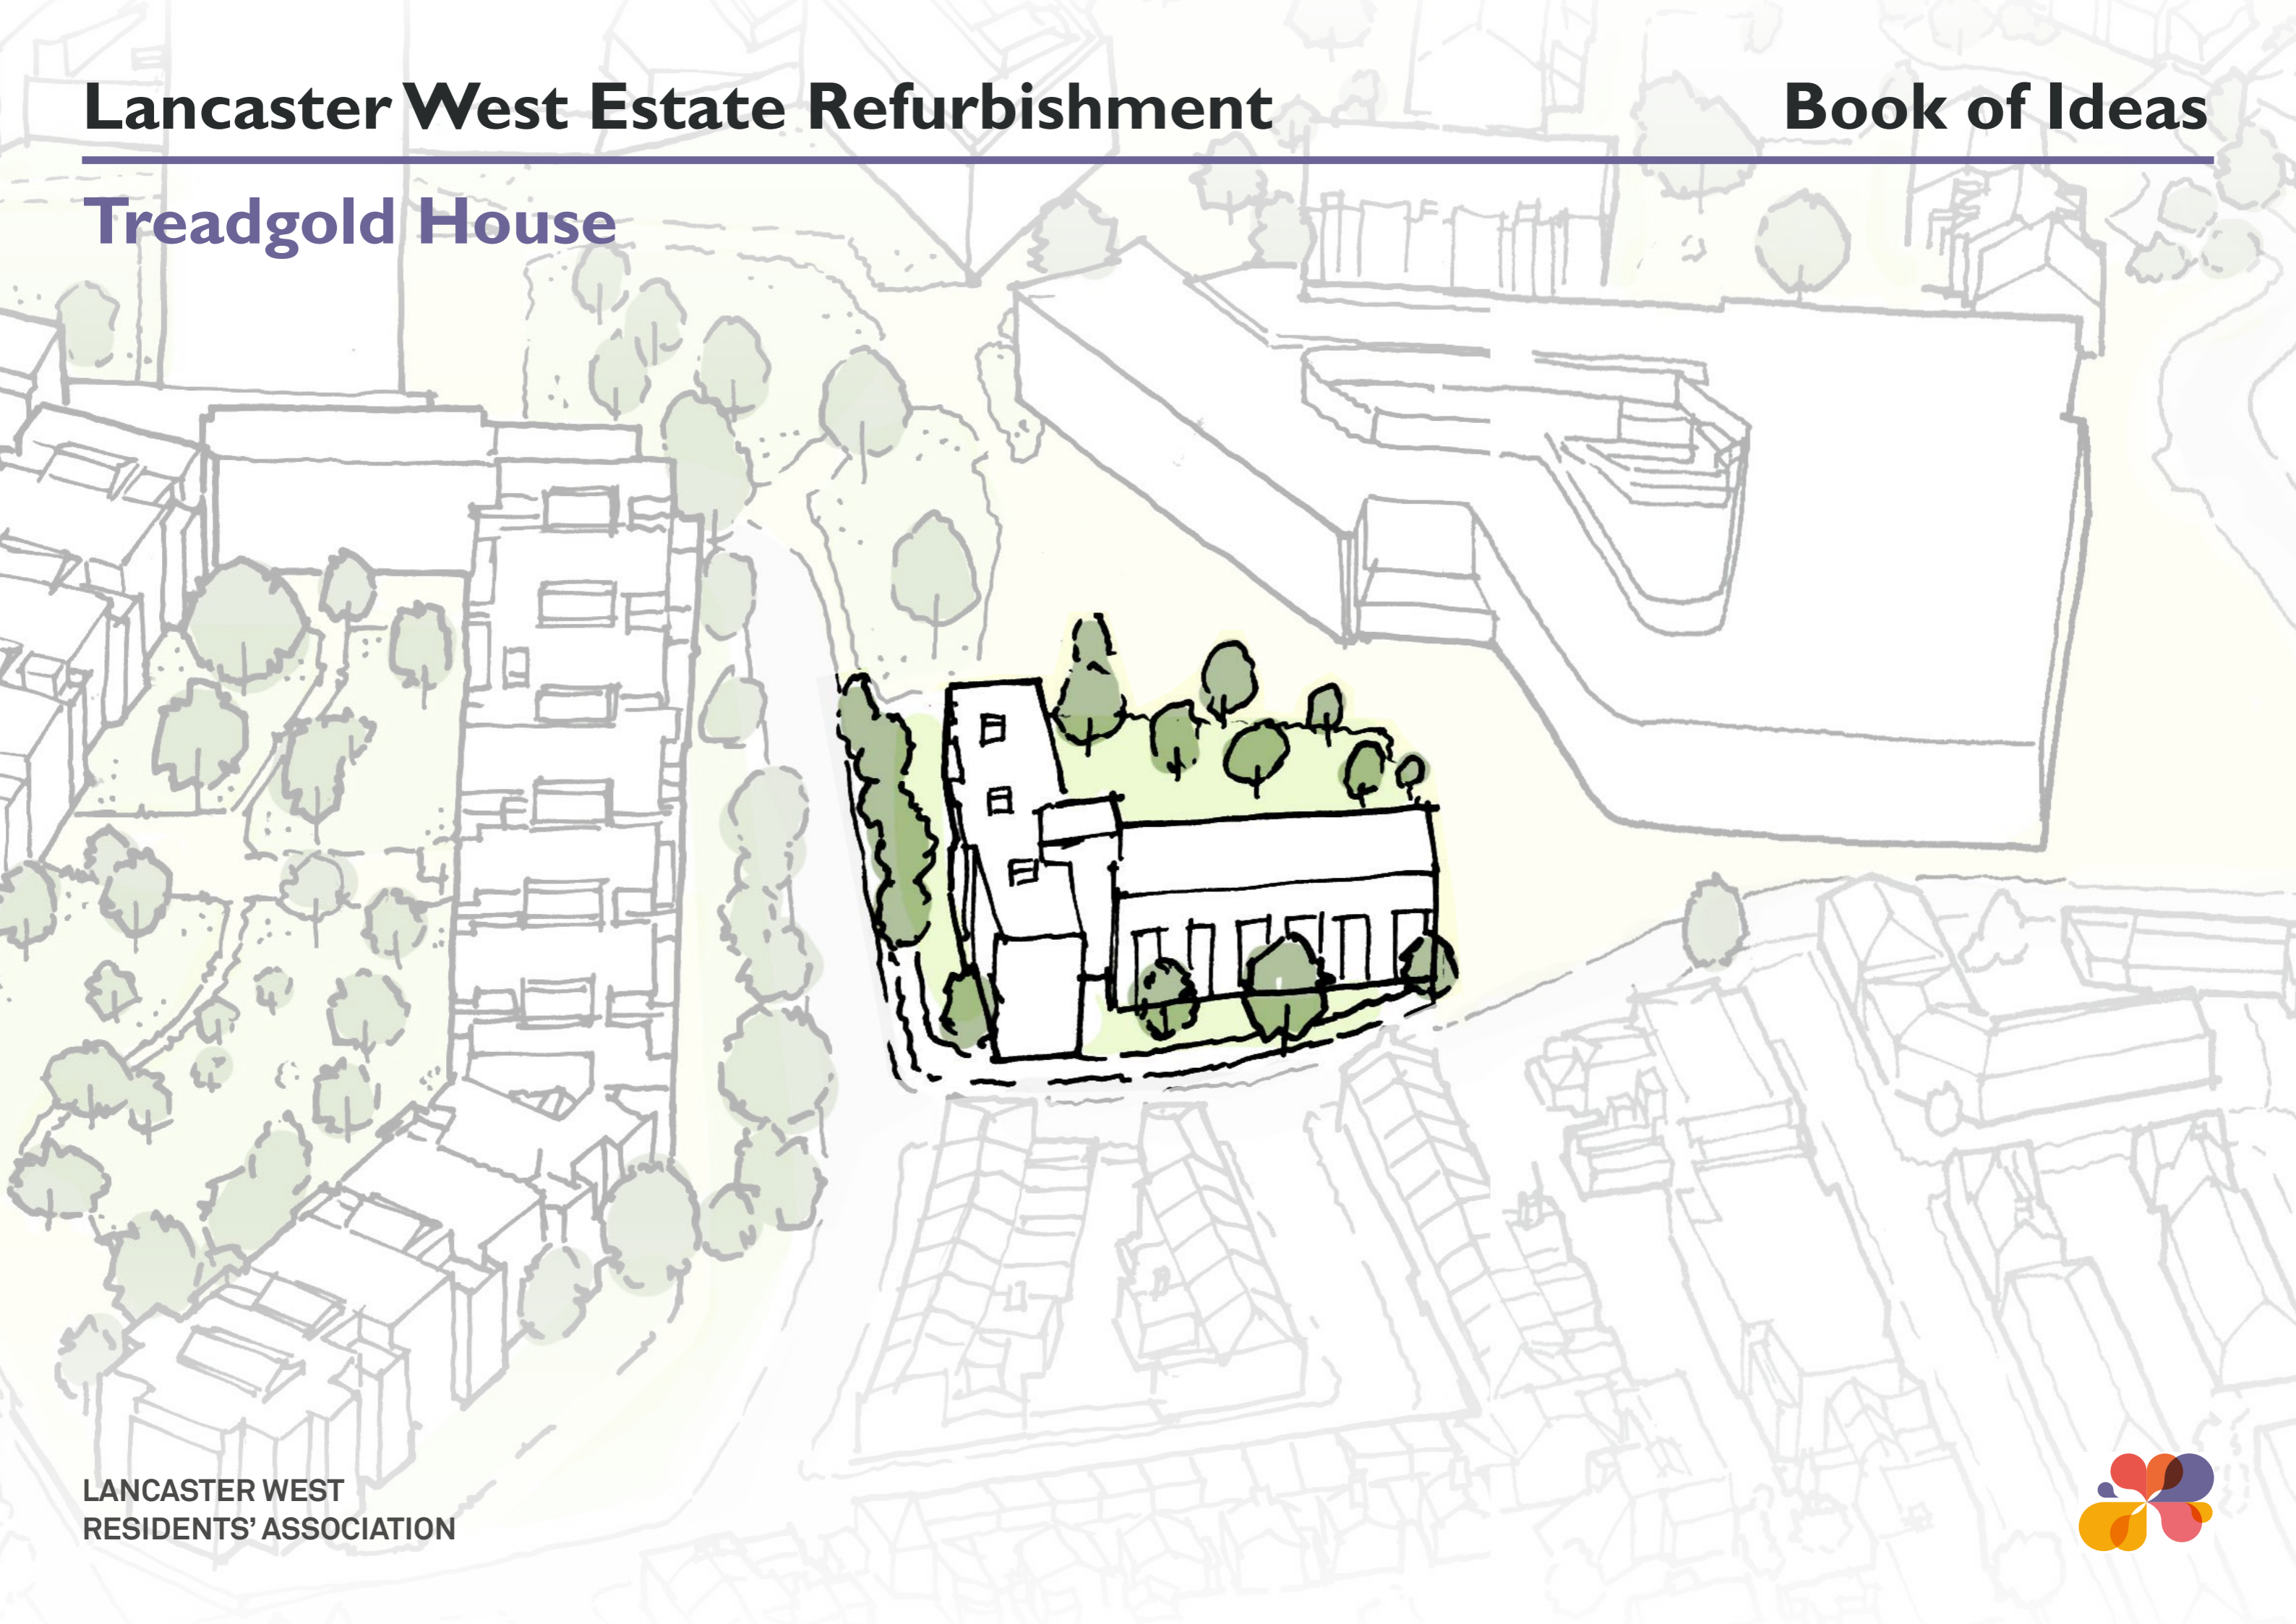 Lancaster West Estate Refurbishment
Book of Ideas
Treadgold House
LANCASTER WEST
RESIDENTS’ ASSOCIATION